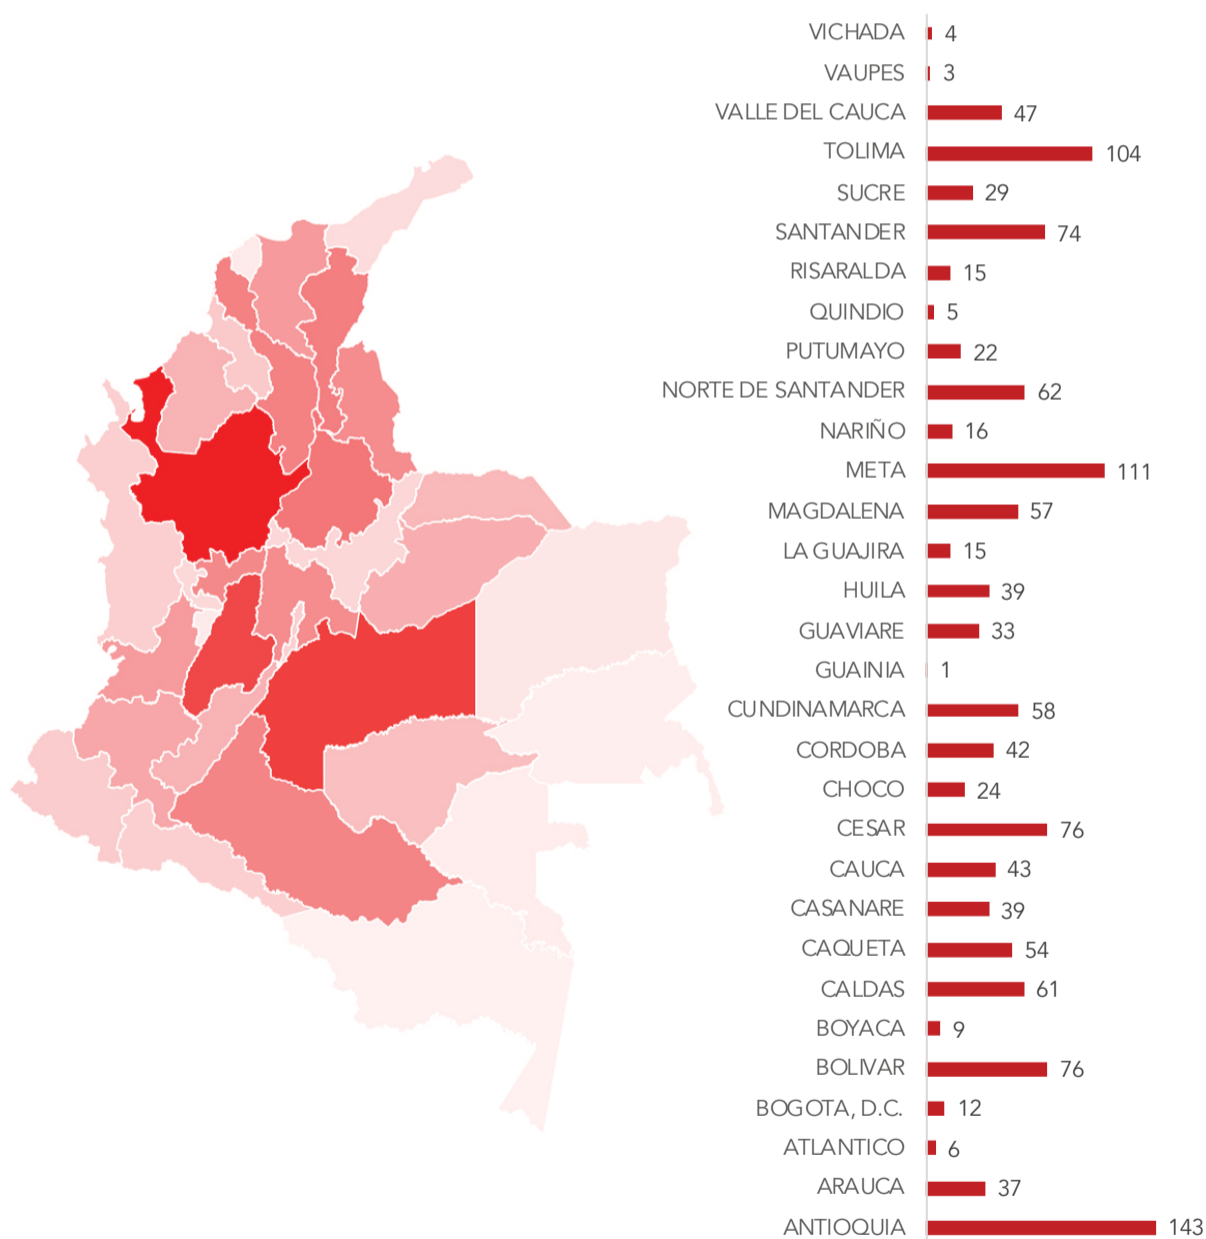 VICHADA 4
VAUPES 3
VALLE DEL CAUCA 47
TOLIMA 104
SUCRE 29
SANTANDER 74
RISARALDA 15
QUINDIO 5
PUTUMAYO 22
NORTE DE SANTANDER 62
NARIÑO 16
META 111
MAGDALENA 57
LA GUAJIRA 15
HUILA 39
GUAVIARE 33
GUAINIA 1
CUNDINAMARCA 58
CORDOBA 42
CHOCO 24
CESAR 76
CAUCA 43
CASANARE 39
CAQUETA 54
CALDAS 61
BOYACA 9
BOLIVAR 76
BOGOTA, D.C. 12
ATLANTICO 6
ARAUCA 37
ANTIOQUIA 143